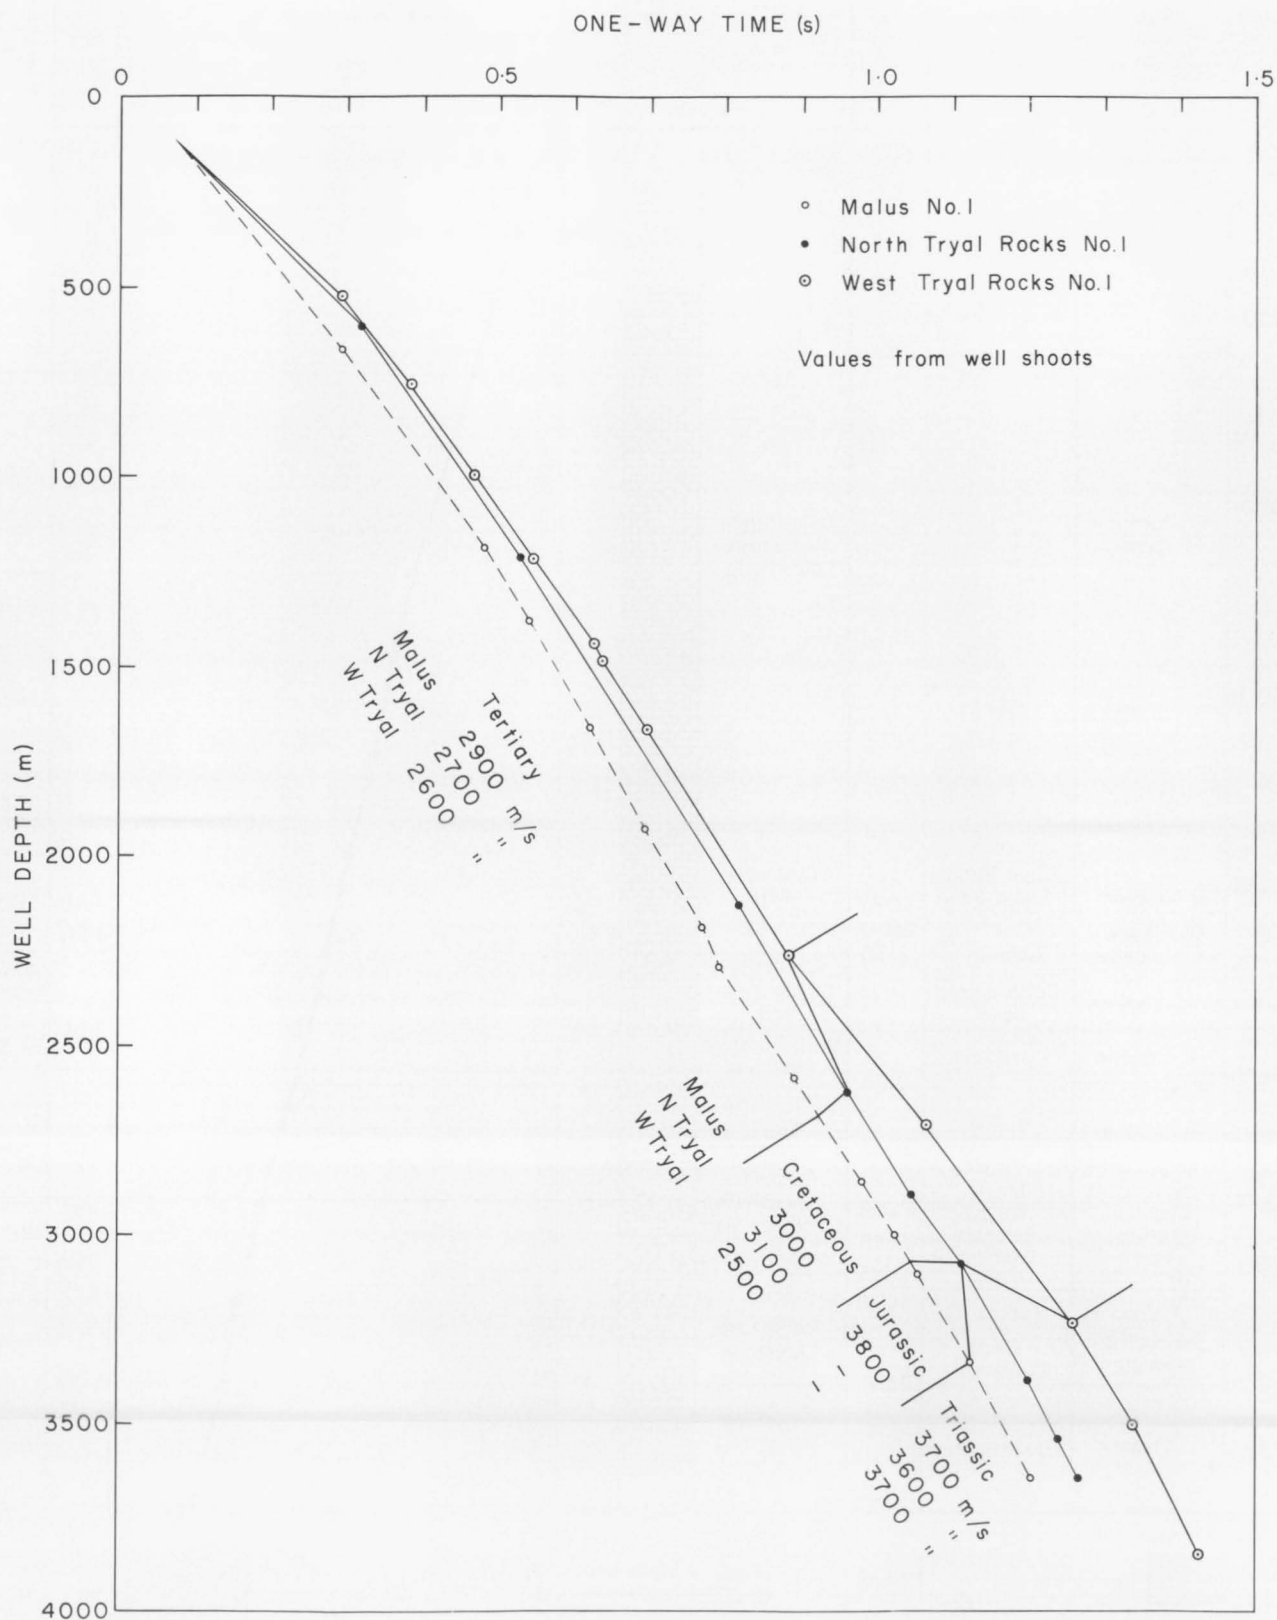 ONE-WAY TIME (s)
0 0·5 1·0 1·5
0
500
1000
1500
2000
2500
3000
3500
4000
WELL DEPTH (m)
Malus No.1
North Tryal Rocks No.1
West Tryal Rocks No.1
Values from well shoots
Tertiary
Malus 2900 m/s
N Tryal 2700 "
W Tryal 2600 "
Cretaceous
Malus 3000
N Tryal 3100
W Tryal 2500
Jurassic
3800
-
-
Triassic
3700 m/s
3600 "
3700 "